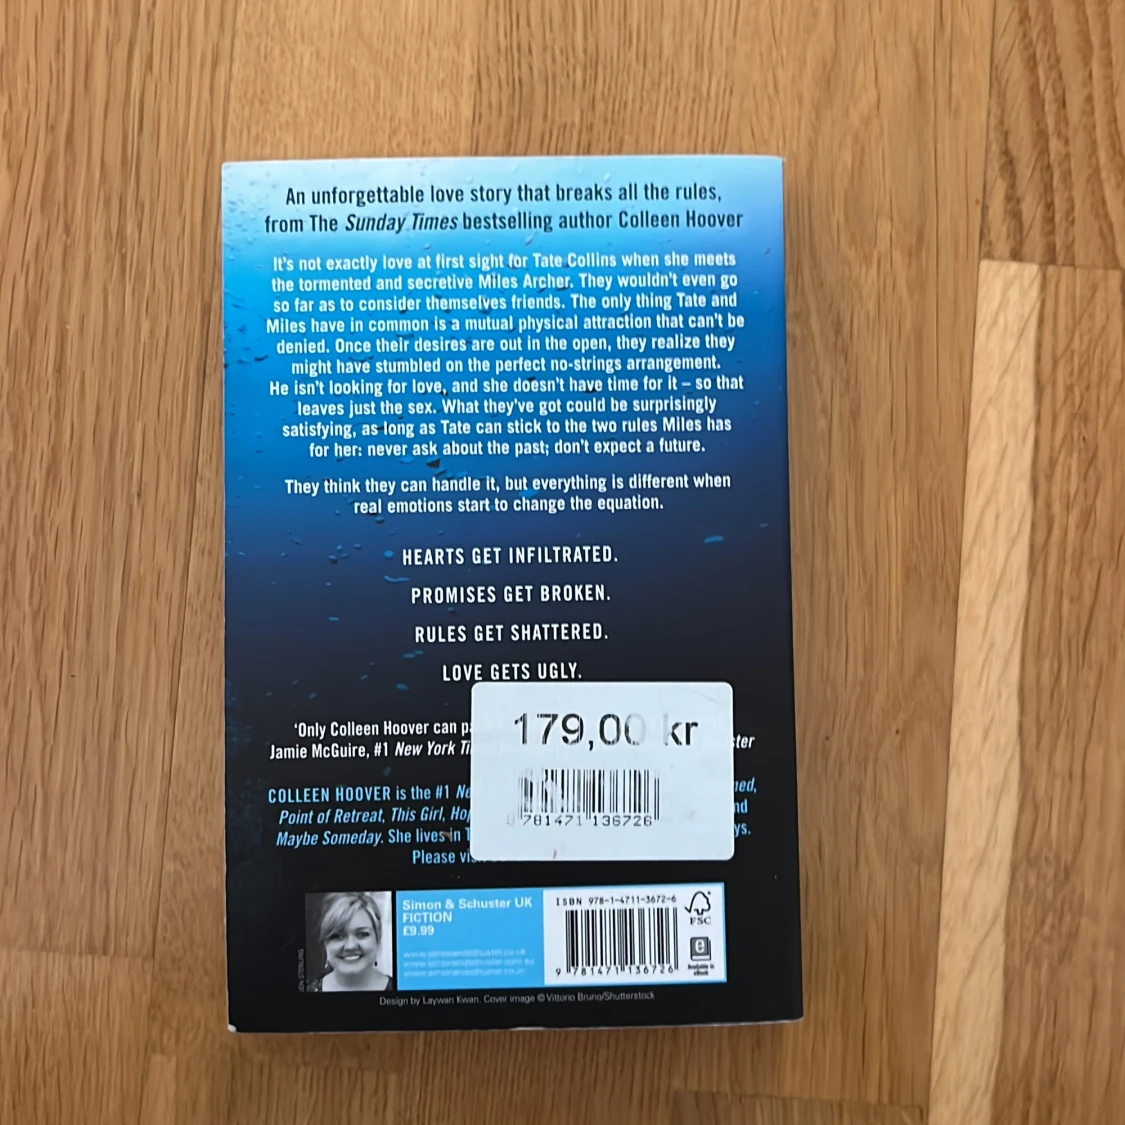 An unforgettable love story that breaks all the rules,
from The Sunday Times bestselling author Colleen Hoover
It's not exactly love at first sight for Tate Collins when she meets
the tormented and secretive Miles Archer. They wouldn't even go
so far as to consider themselves friends. The only thing Tate and
Miles have in common is a mutual physical attraction that can't be
denied. Once their desires are out in the open, they realize they
might have stumbled on the perfect no-strings arrangement.
He isn't looking for love, and she doesn't have time for it – so that
leaves just the sex. What they've got could be surprisingly
satisfying, as long as Tate can stick to the two rules Miles has
for her: never ask about the past; don't expect a future.
They think they can handle it, but everything is different when
real emotions start to change the equation.
HEARTS GET INFILTRATED.
PROMISES GET BROKEN.
RULES GET SHATTERED.
LOVE GETS UGLY.
179,00 kr
781471 136726
'Only Colleen Hoover can
Jamie McGuire, #1 New York
COLLEEN HOOVER is the #1
Point of Retreat, This Girl,
Maybe Someday. She lives in
Please
Simon & Schuster UK
FICTION
£9.99
ISBN 978-1-4711-3672-6
9 781471 136726
FSC
e
Available in
eBook
Design by Laywan Kwan. Cover image © Vittorio Bruno/Shutterstock